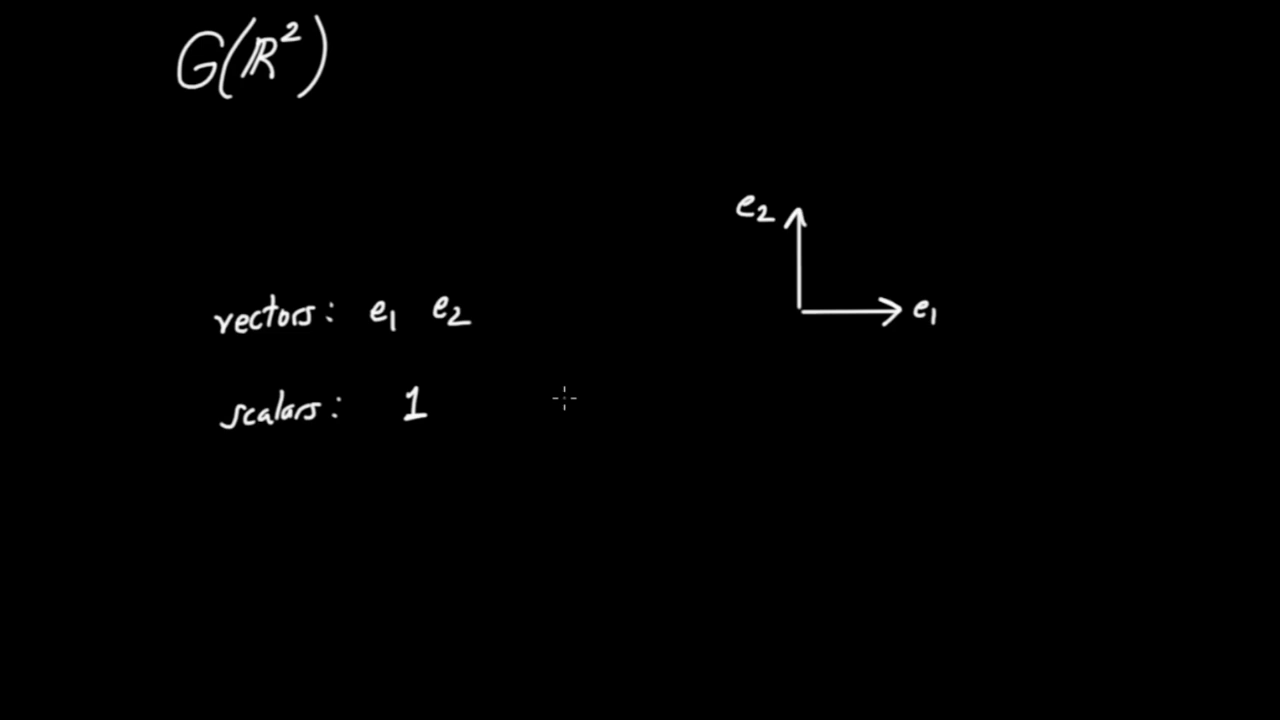 G(ℝ²)
e₂
e₁
vectors: e₁ e₂
scalars: 1